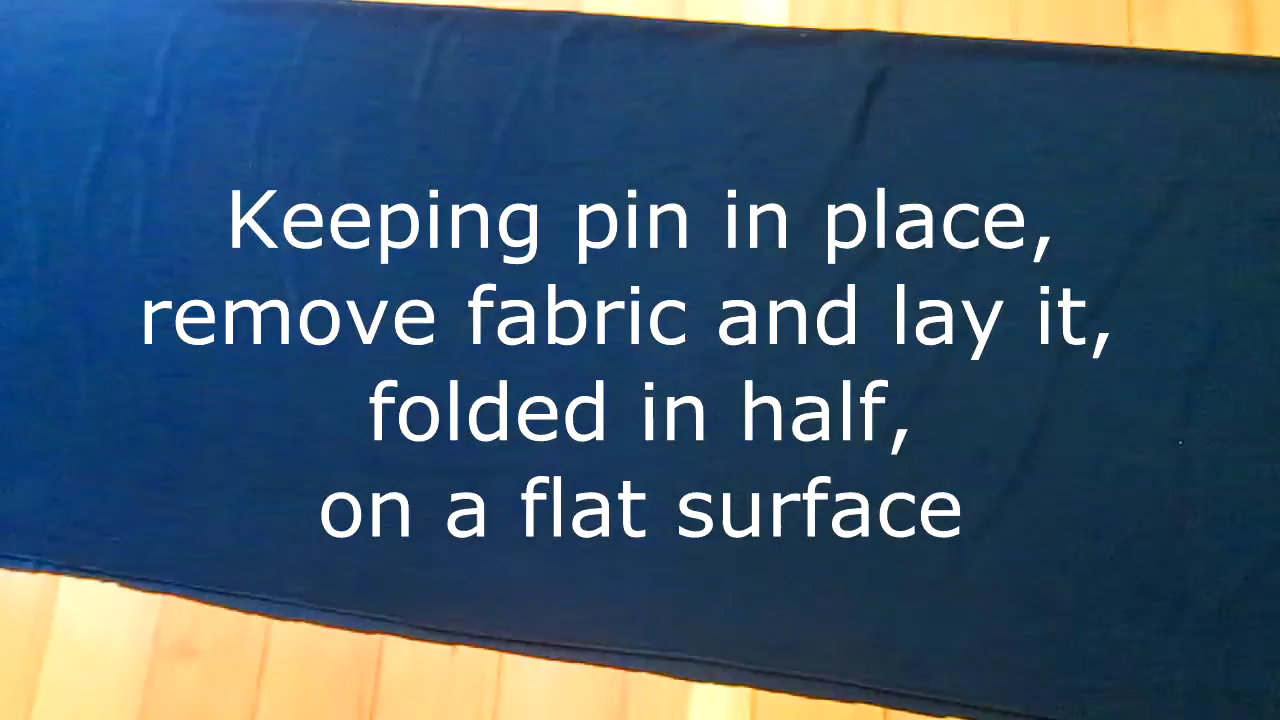 Keeping pin in place,
remove fabric and lay it,
folded in half,
on a flat surface